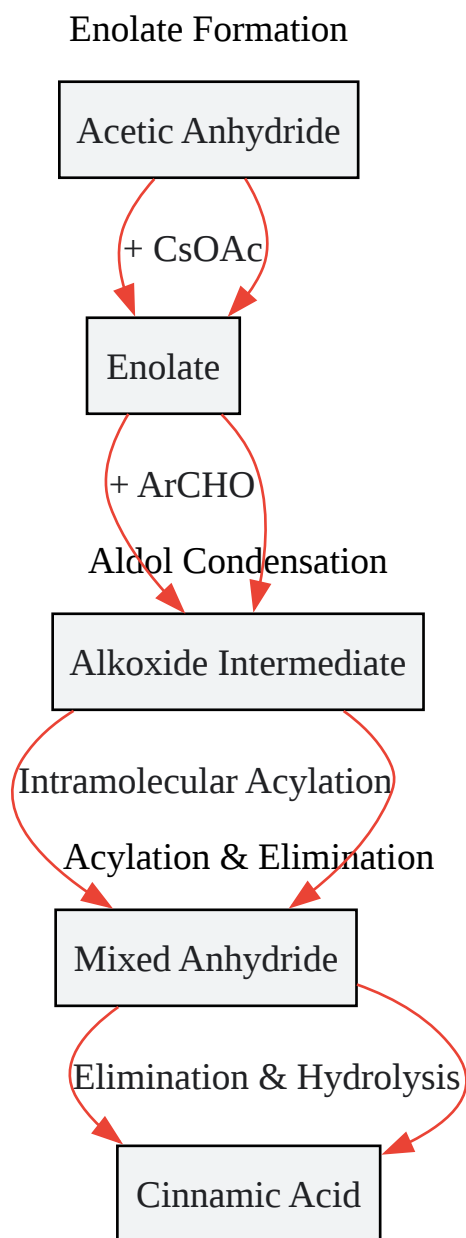 Enolate Formation
Acetic Anhydride
+ CsOAc
Enolate
+ ArCHO
Aldol Condensation
Alkoxide Intermediate
Intramolecular Acylation
Acylation & Elimination
Mixed Anhydride
Elimination & Hydrolysis
Cinnamic Acid